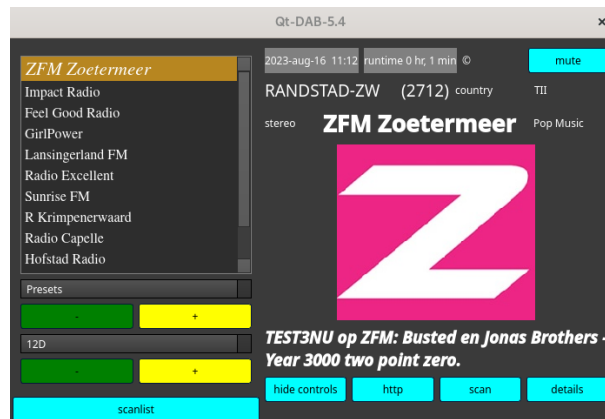 Qt-DAB-5.4
×
ZFM Zoetermeer
Impact Radio
Feel Good Radio
GirlPower
Lansingerland FM
Radio Excellent
Sunrise FM
R Krimpenerwaard
Radio Capelle
Hofstad Radio
Presets
- +
12D
- +
scanlist
2023-aug-16 11:12 runtime 0 hr, 1 min © mute
RANDSTAD-ZW (2712) country TII
stereo ZFM Zoetermeer Pop Music
Z
TEST3NU op ZFM: Busted en Jonas Brothers -
Year 3000 two point zero.
hide controls http scan details